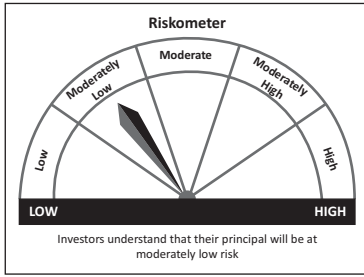 Riskometer
Low
Moderately
Low
Moderate
Moderately
High
High
LOW
HIGH
Investors understand that their principal will be at
moderately low risk